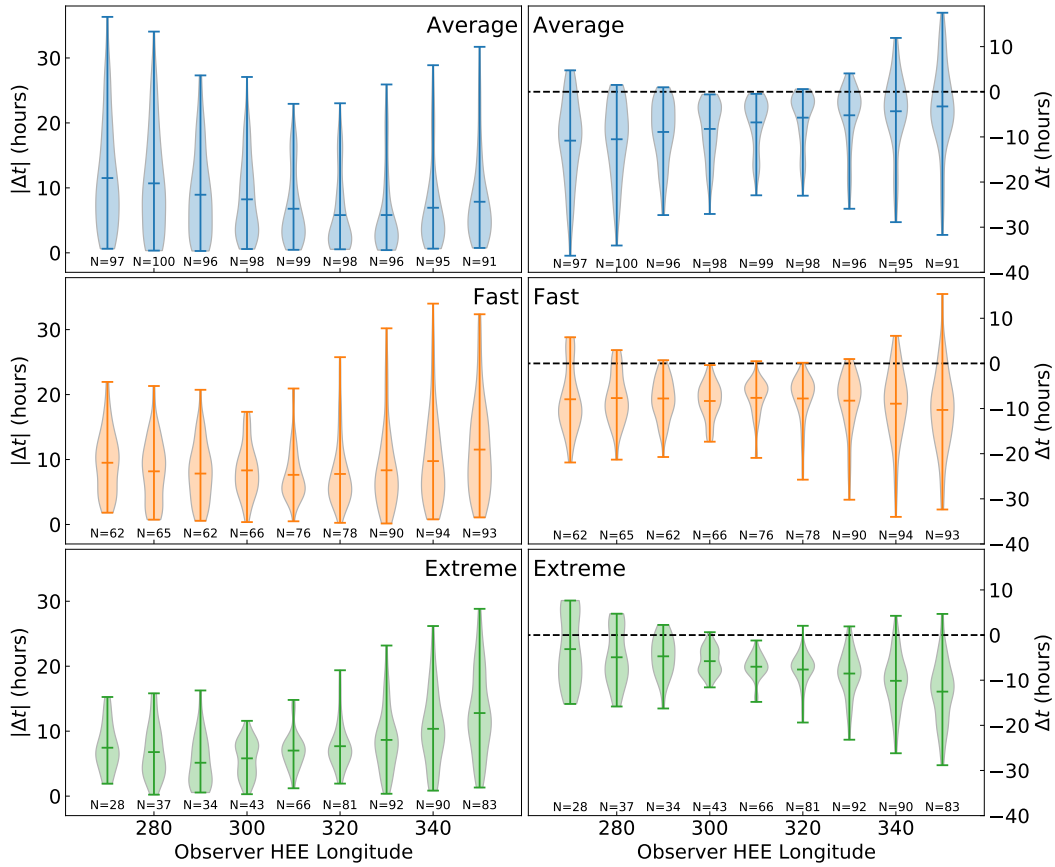 Average
Average
|Δt| (hours)
30
20
10
0
N=97 N=100 N=96 N=98 N=99 N=98 N=96 N=95 N=91
N=97 N=100 N=96 N=98 N=99 N=98 N=96 N=95 N=91
10
0
−10
−20
−30
−40
Δt (hours)
Fast
Fast
|Δt| (hours)
30
20
10
0
N=62 N=65 N=62 N=66 N=76 N=78 N=90 N=94 N=93
N=62 N=65 N=62 N=66 N=76 N=78 N=90 N=94 N=93
10
0
−10
−20
−30
−40
Δt (hours)
Extreme
Extreme
|Δt| (hours)
30
20
10
0
N=28 N=37 N=34 N=43 N=66 N=81 N=92 N=90 N=83
N=28 N=37 N=34 N=43 N=66 N=81 N=92 N=90 N=83
10
0
−10
−20
−30
−40
Δt (hours)
280 300 320 340
280 300 320 340
Observer HEE Longitude
Observer HEE Longitude